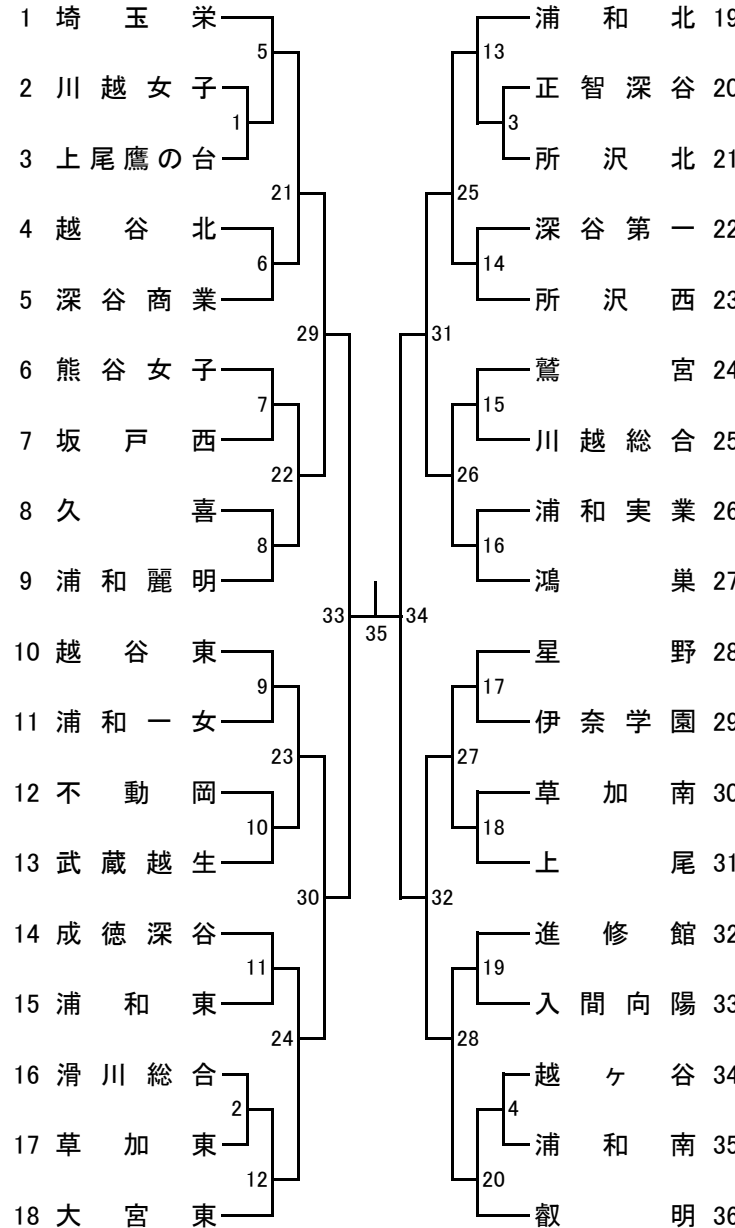 1 埼玉栄
2 川越女子
3 上尾鷹の台
4 越谷北
5 深谷商業
6 熊谷女子
7 坂戸西
8 久喜
9 浦和麗明
10 越谷東
11 浦和一女
12 不動岡
13 武蔵越生
14 成徳深谷
15 浦和東
16 滑川総合
17 草加東
18 大宮東
5
1
21
6
29
7
22
8
33
9
23
10
30
11
24
2
12
35
13
3
25
14
31
15
26
16
34
17
27
18
32
19
28
4
20
浦和北 19
正智深谷 20
所沢北 21
深谷第一 22
所沢西 23
鷲宮 24
川越総合 25
浦和実業 26
鴻巣 27
星野 28
伊奈学園 29
草加南 30
上尾 31
進修館 32
入間向陽 33
越ヶ谷 34
浦和南 35
叡明 36